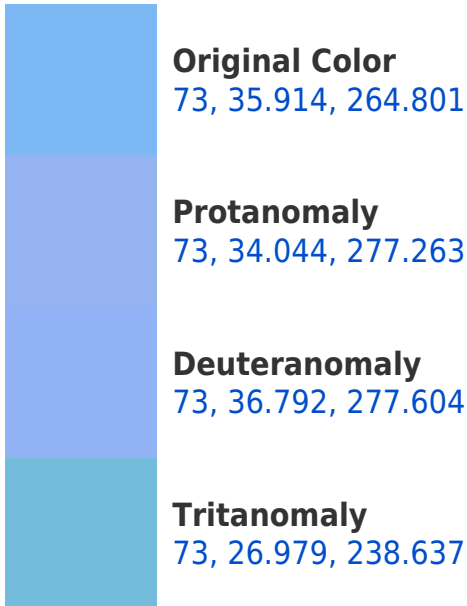 Original Color
73, 35.914, 264.801
Protanomaly
73, 34.044, 277.263
Deuteranomaly
73, 36.792, 277.604
Tritanomaly
73, 26.979, 238.637